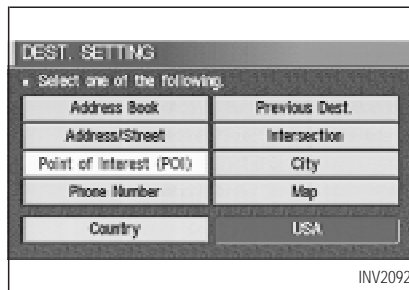 DEST. SETTING
Select one of the following.
Address Book Previous Dest.
Address/Street Intersection
Point of Interest (POI) City
Phone Number Map
Country USA
INV2092